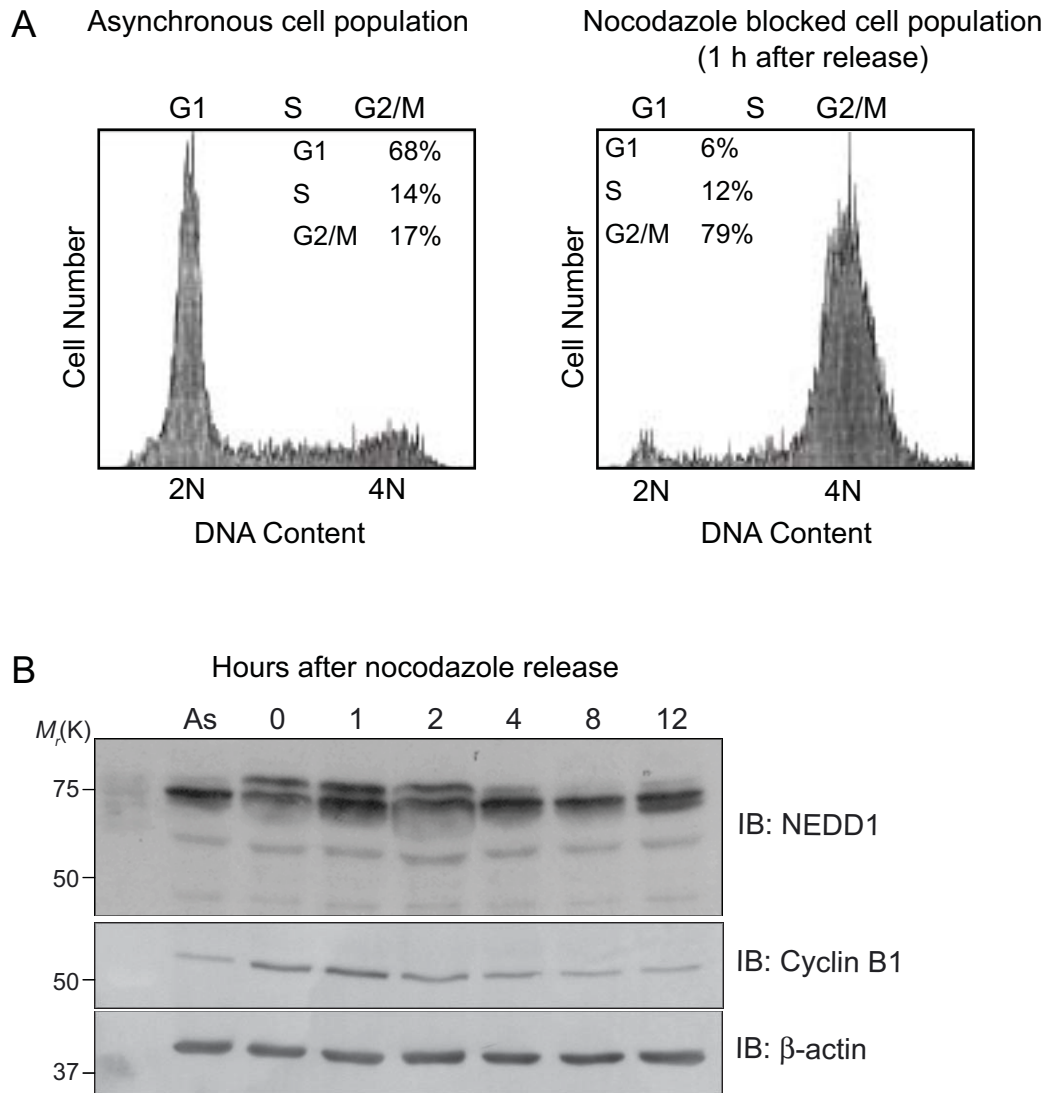 A
Asynchronous cell population
Nocodazole blocked cell population
(1 h after release)
G1 S G2/M
G1 68%
S 14%
G2/M 17%
Cell Number
2N 4N
DNA Content
G1 S G2/M
G1 6%
S 12%
G2/M 79%
Cell Number
2N 4N
DNA Content
B
Hours after nocodazole release
As 0 1 2 4 8 12
Mr(K)
75
50
IB: NEDD1
50
IB: Cyclin B1
37
IB: β-actin